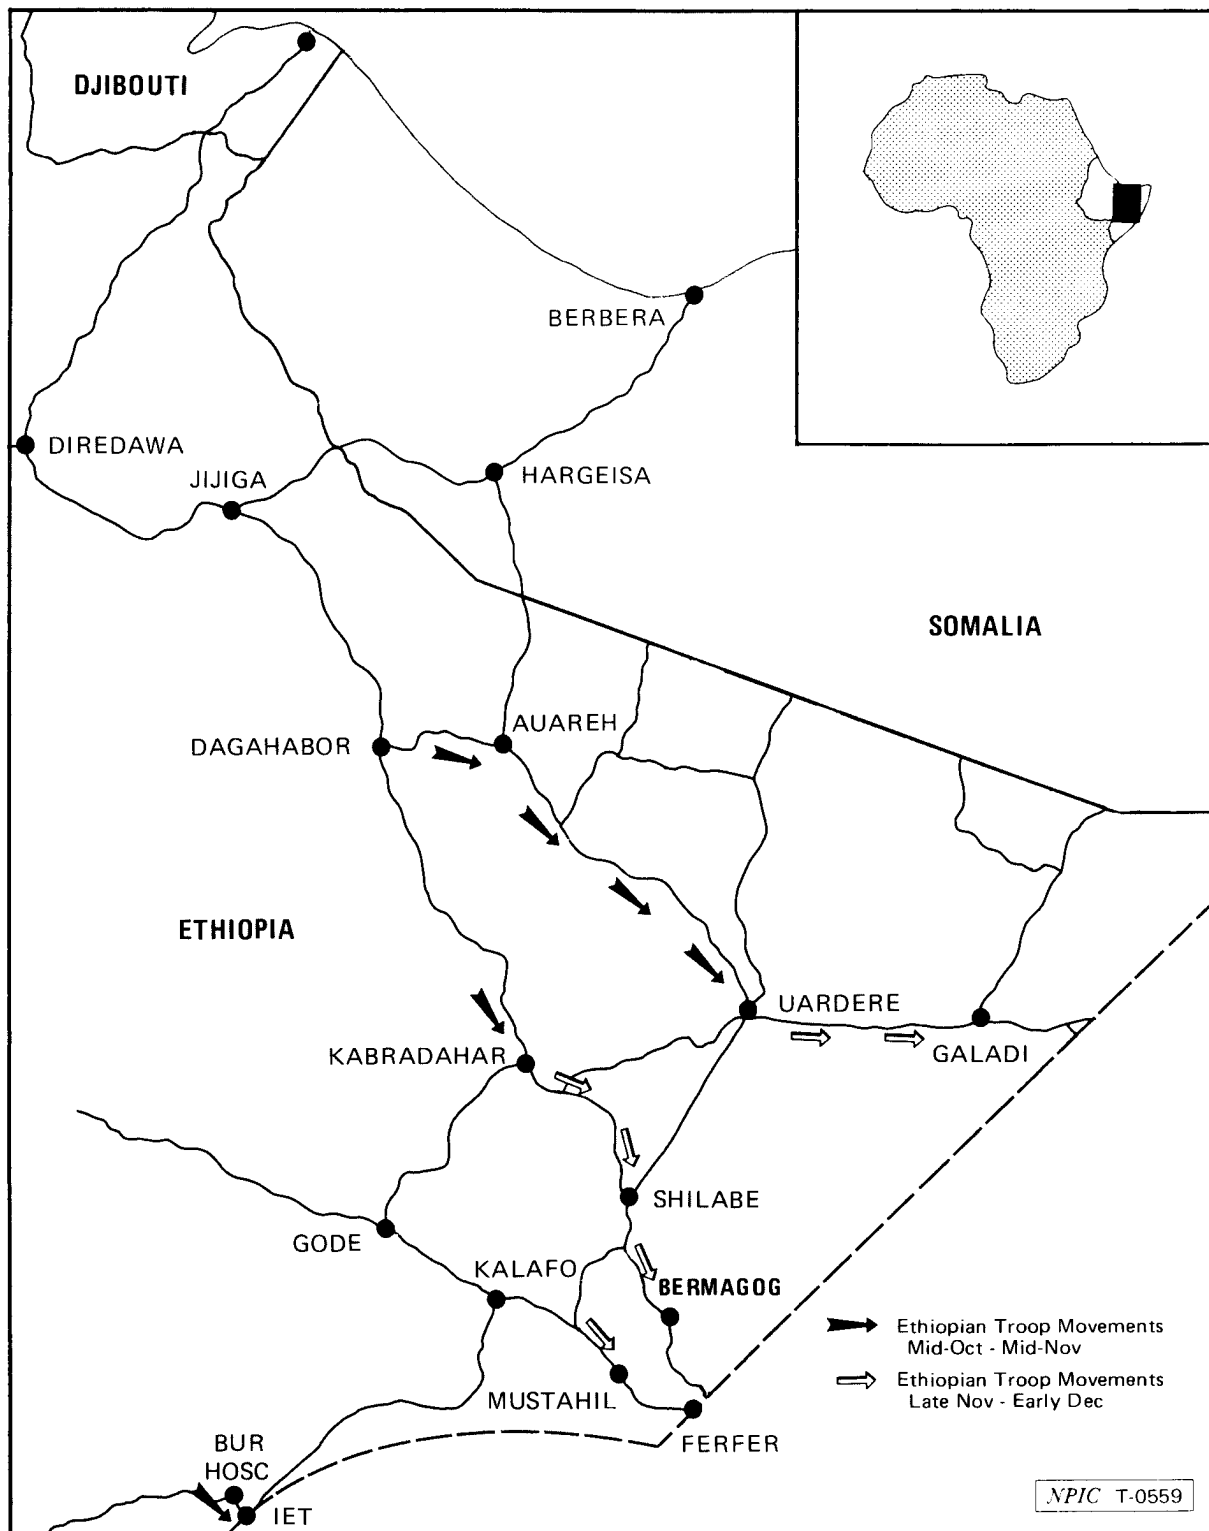 DJIBOUTI
BERBERA
DIREDAWA
JIJIGA
HARGEISA
SOMALIA
DAGAHABOR
AUAREH
ETHIOPIA
UARDERE
KABRADAHAR
GALADI
SHILABE
GODE
KALAFO
BERMAGOG
Ethiopian Troop Movements
Mid-Oct - Mid-Nov
Ethiopian Troop Movements
Late Nov - Early Dec
MUSTAHIL
FERFER
BUR
HOSC
IET
NPIC T-0559